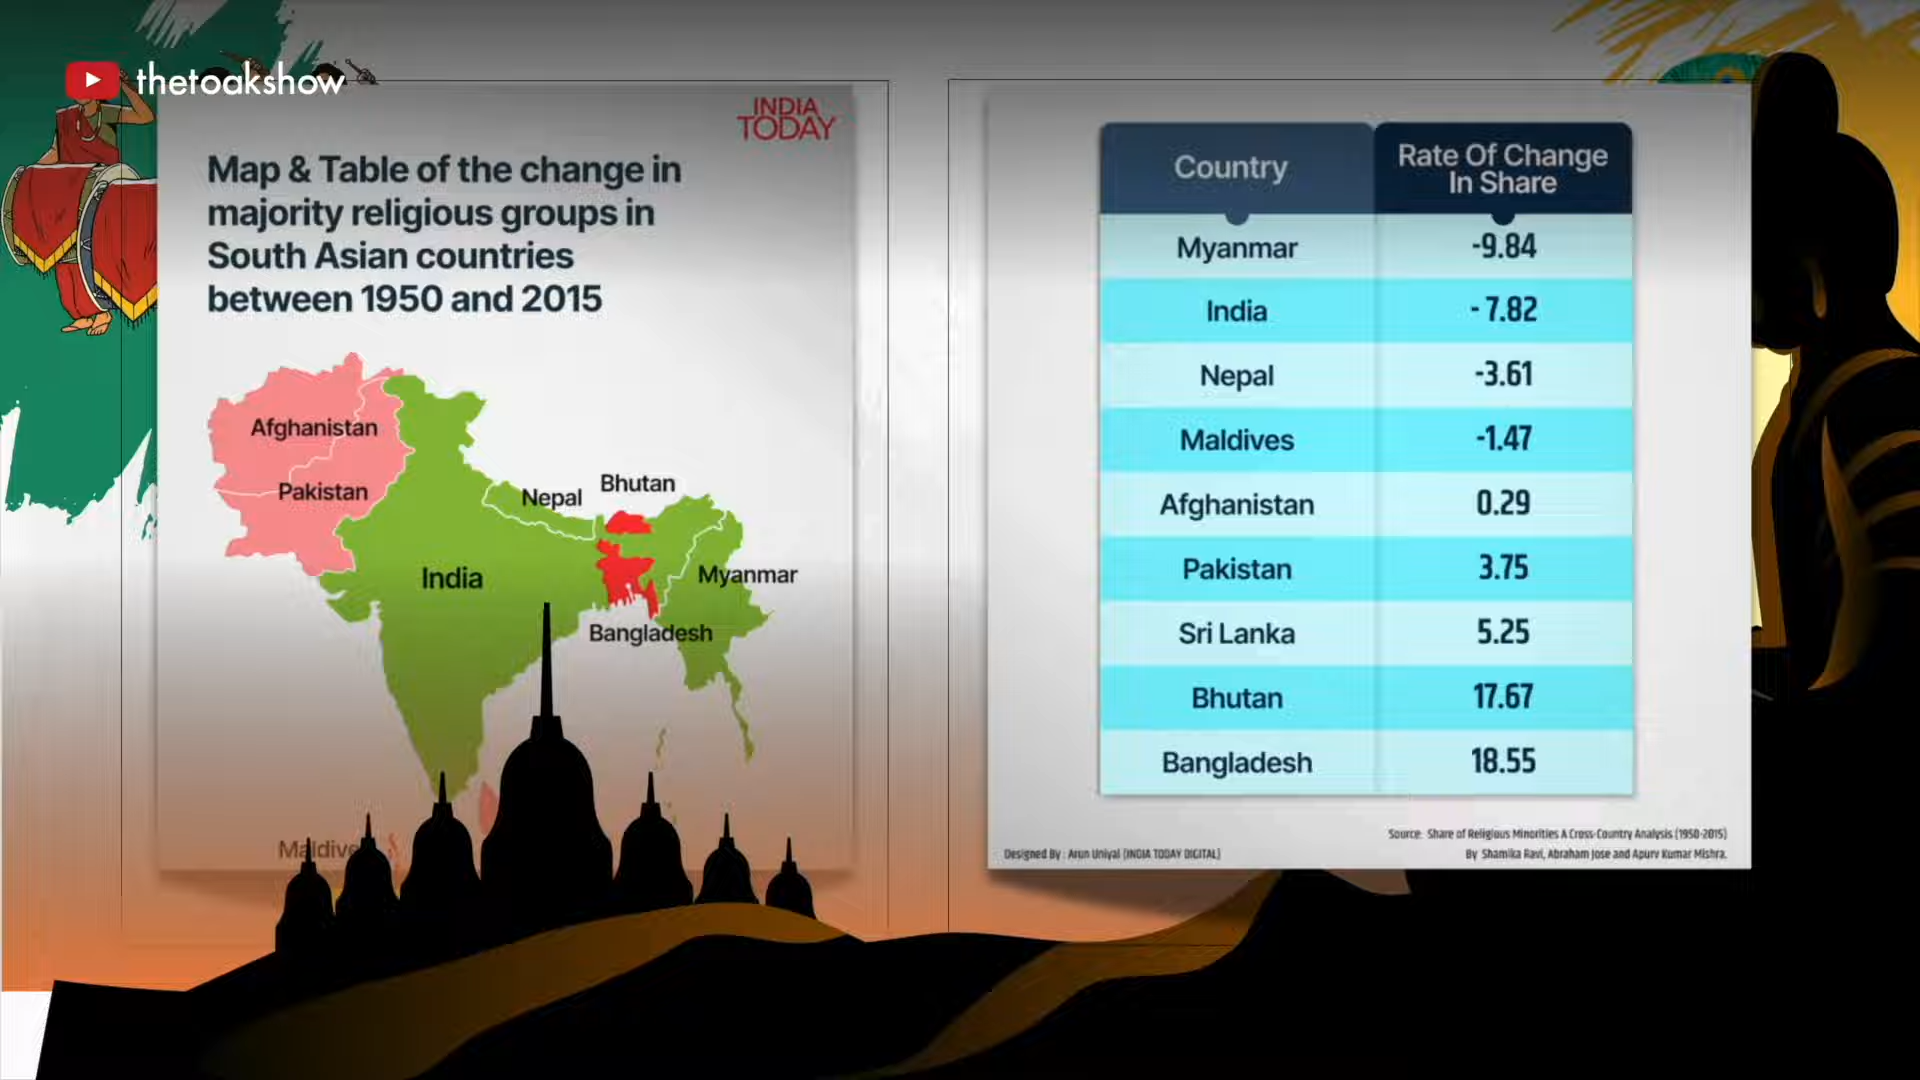 thetoakshow
INDIA
TODAY
Map & Table of the change in
majority religious groups in
South Asian countries
between 1950 and 2015
Afghanistan
Pakistan
Nepal
Bhutan
India
Myanmar
Bangladesh
Maldive
Country
Rate Of Change
In Share
Myanmar -9.84
India - 7.82
Nepal -3.61
Maldives -1.47
Afghanistan 0.29
Pakistan 3.75
Sri Lanka 5.25
Bhutan 17.67
Bangladesh 18.55
Source: Share of Religious Minorities A Cross-Country Analysis (1950-2015)
Designed By : Arun Uniyal (INDIA TODAY DIGITAL)
By Shamika Ravi, Abraham Jose and Apurv Kumar Mishra.